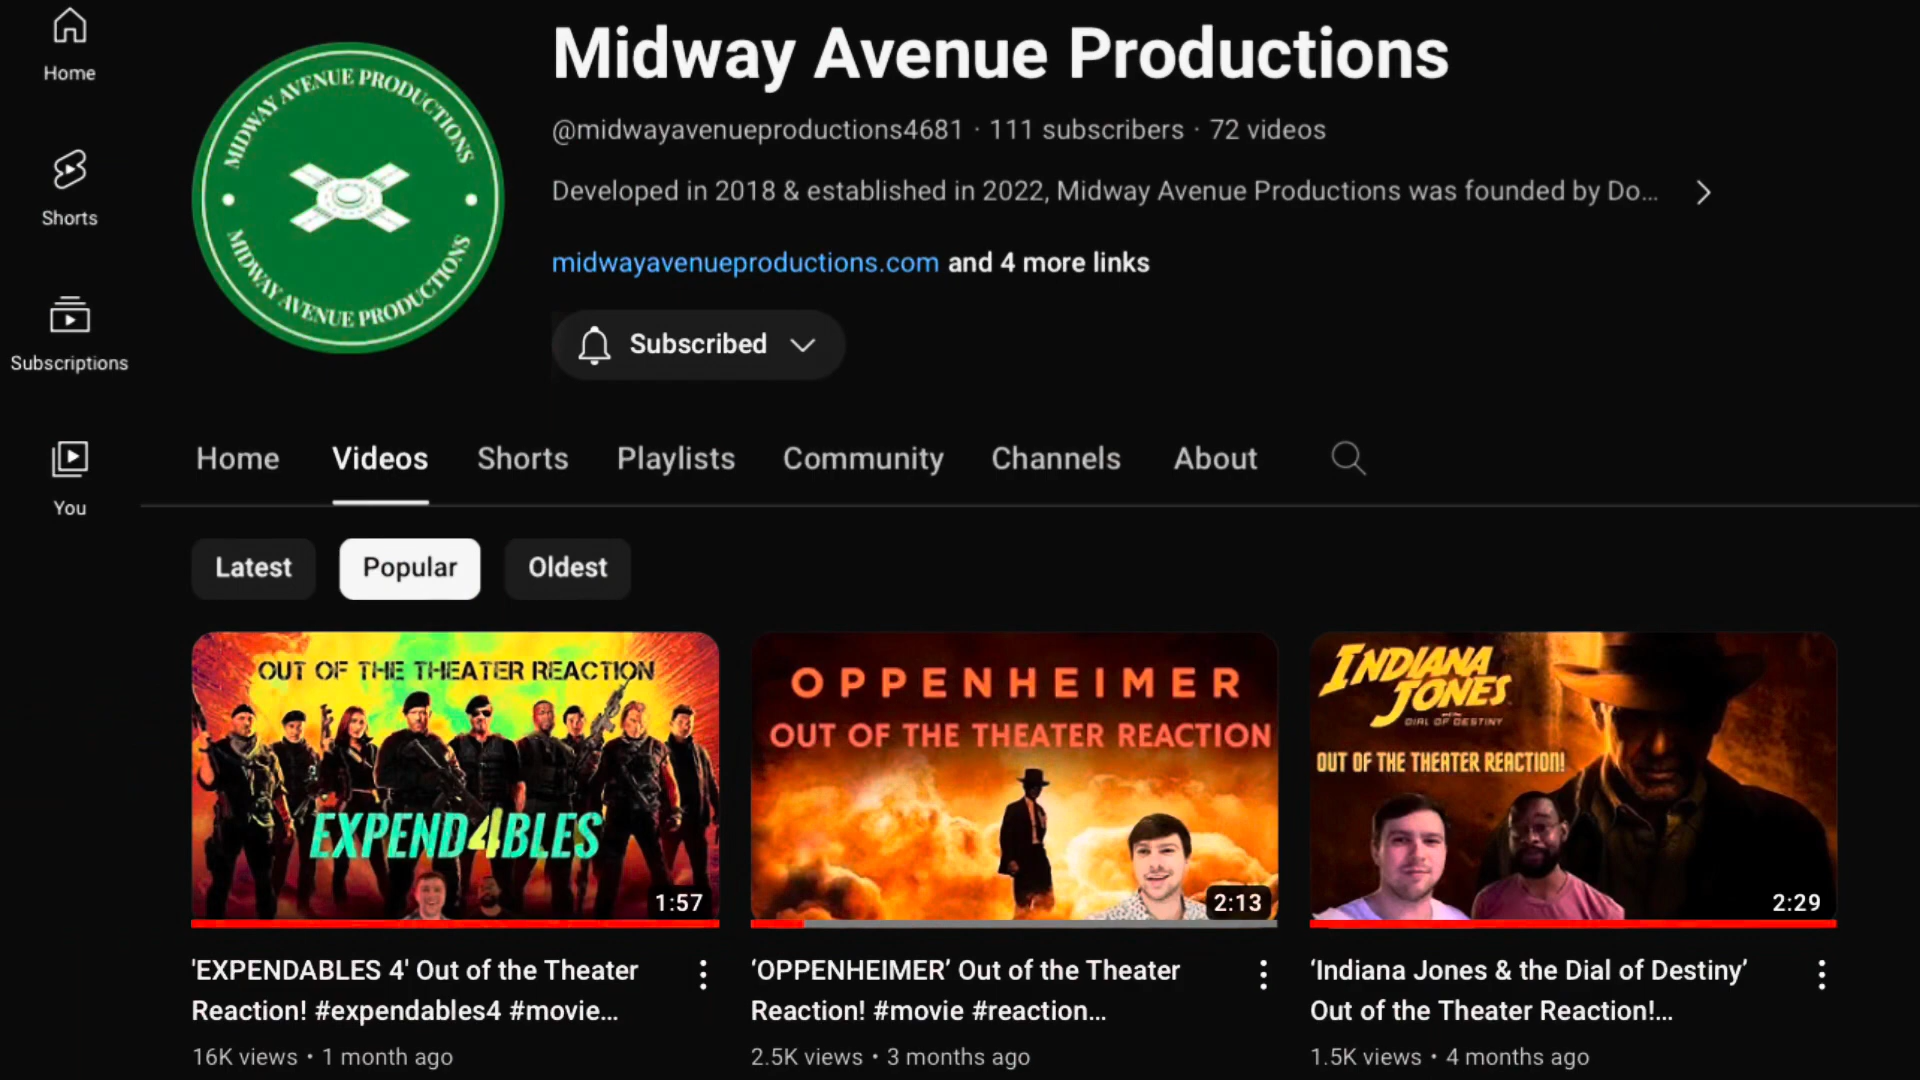 Home
Shorts
Subscriptions
You
MIDWAY AVENUE PRODUCTIONS
MIDWAY AVENUE PRODUCTIONS
Midway Avenue Productions
@midwayavenueproductions4681 · 111 subscribers · 72 videos
Developed in 2018 & established in 2022, Midway Avenue Productions was founded by Do...
midwayavenueproductions.com and 4 more links
Subscribed
Home Videos Shorts Playlists Community Channels About
Latest Popular Oldest
OUT OF THE THEATER REACTION
EXPEND4BLES
1:57
'EXPENDABLES 4' Out of the Theater
Reaction! #expendables4 #movie...
16K views • 1 month ago
OPPENHEIMER
OUT OF THE THEATER REACTION
2:13
‘OPPENHEIMER’ Out of the Theater
Reaction! #movie #reaction...
2.5K views • 3 months ago
INDIANA
JONES
and the
DIAL OF DESTINY
OUT OF THE THEATER REACTION!
2:29
‘Indiana Jones & the Dial of Destiny’
Out of the Theater Reaction!...
1.5K views • 4 months ago